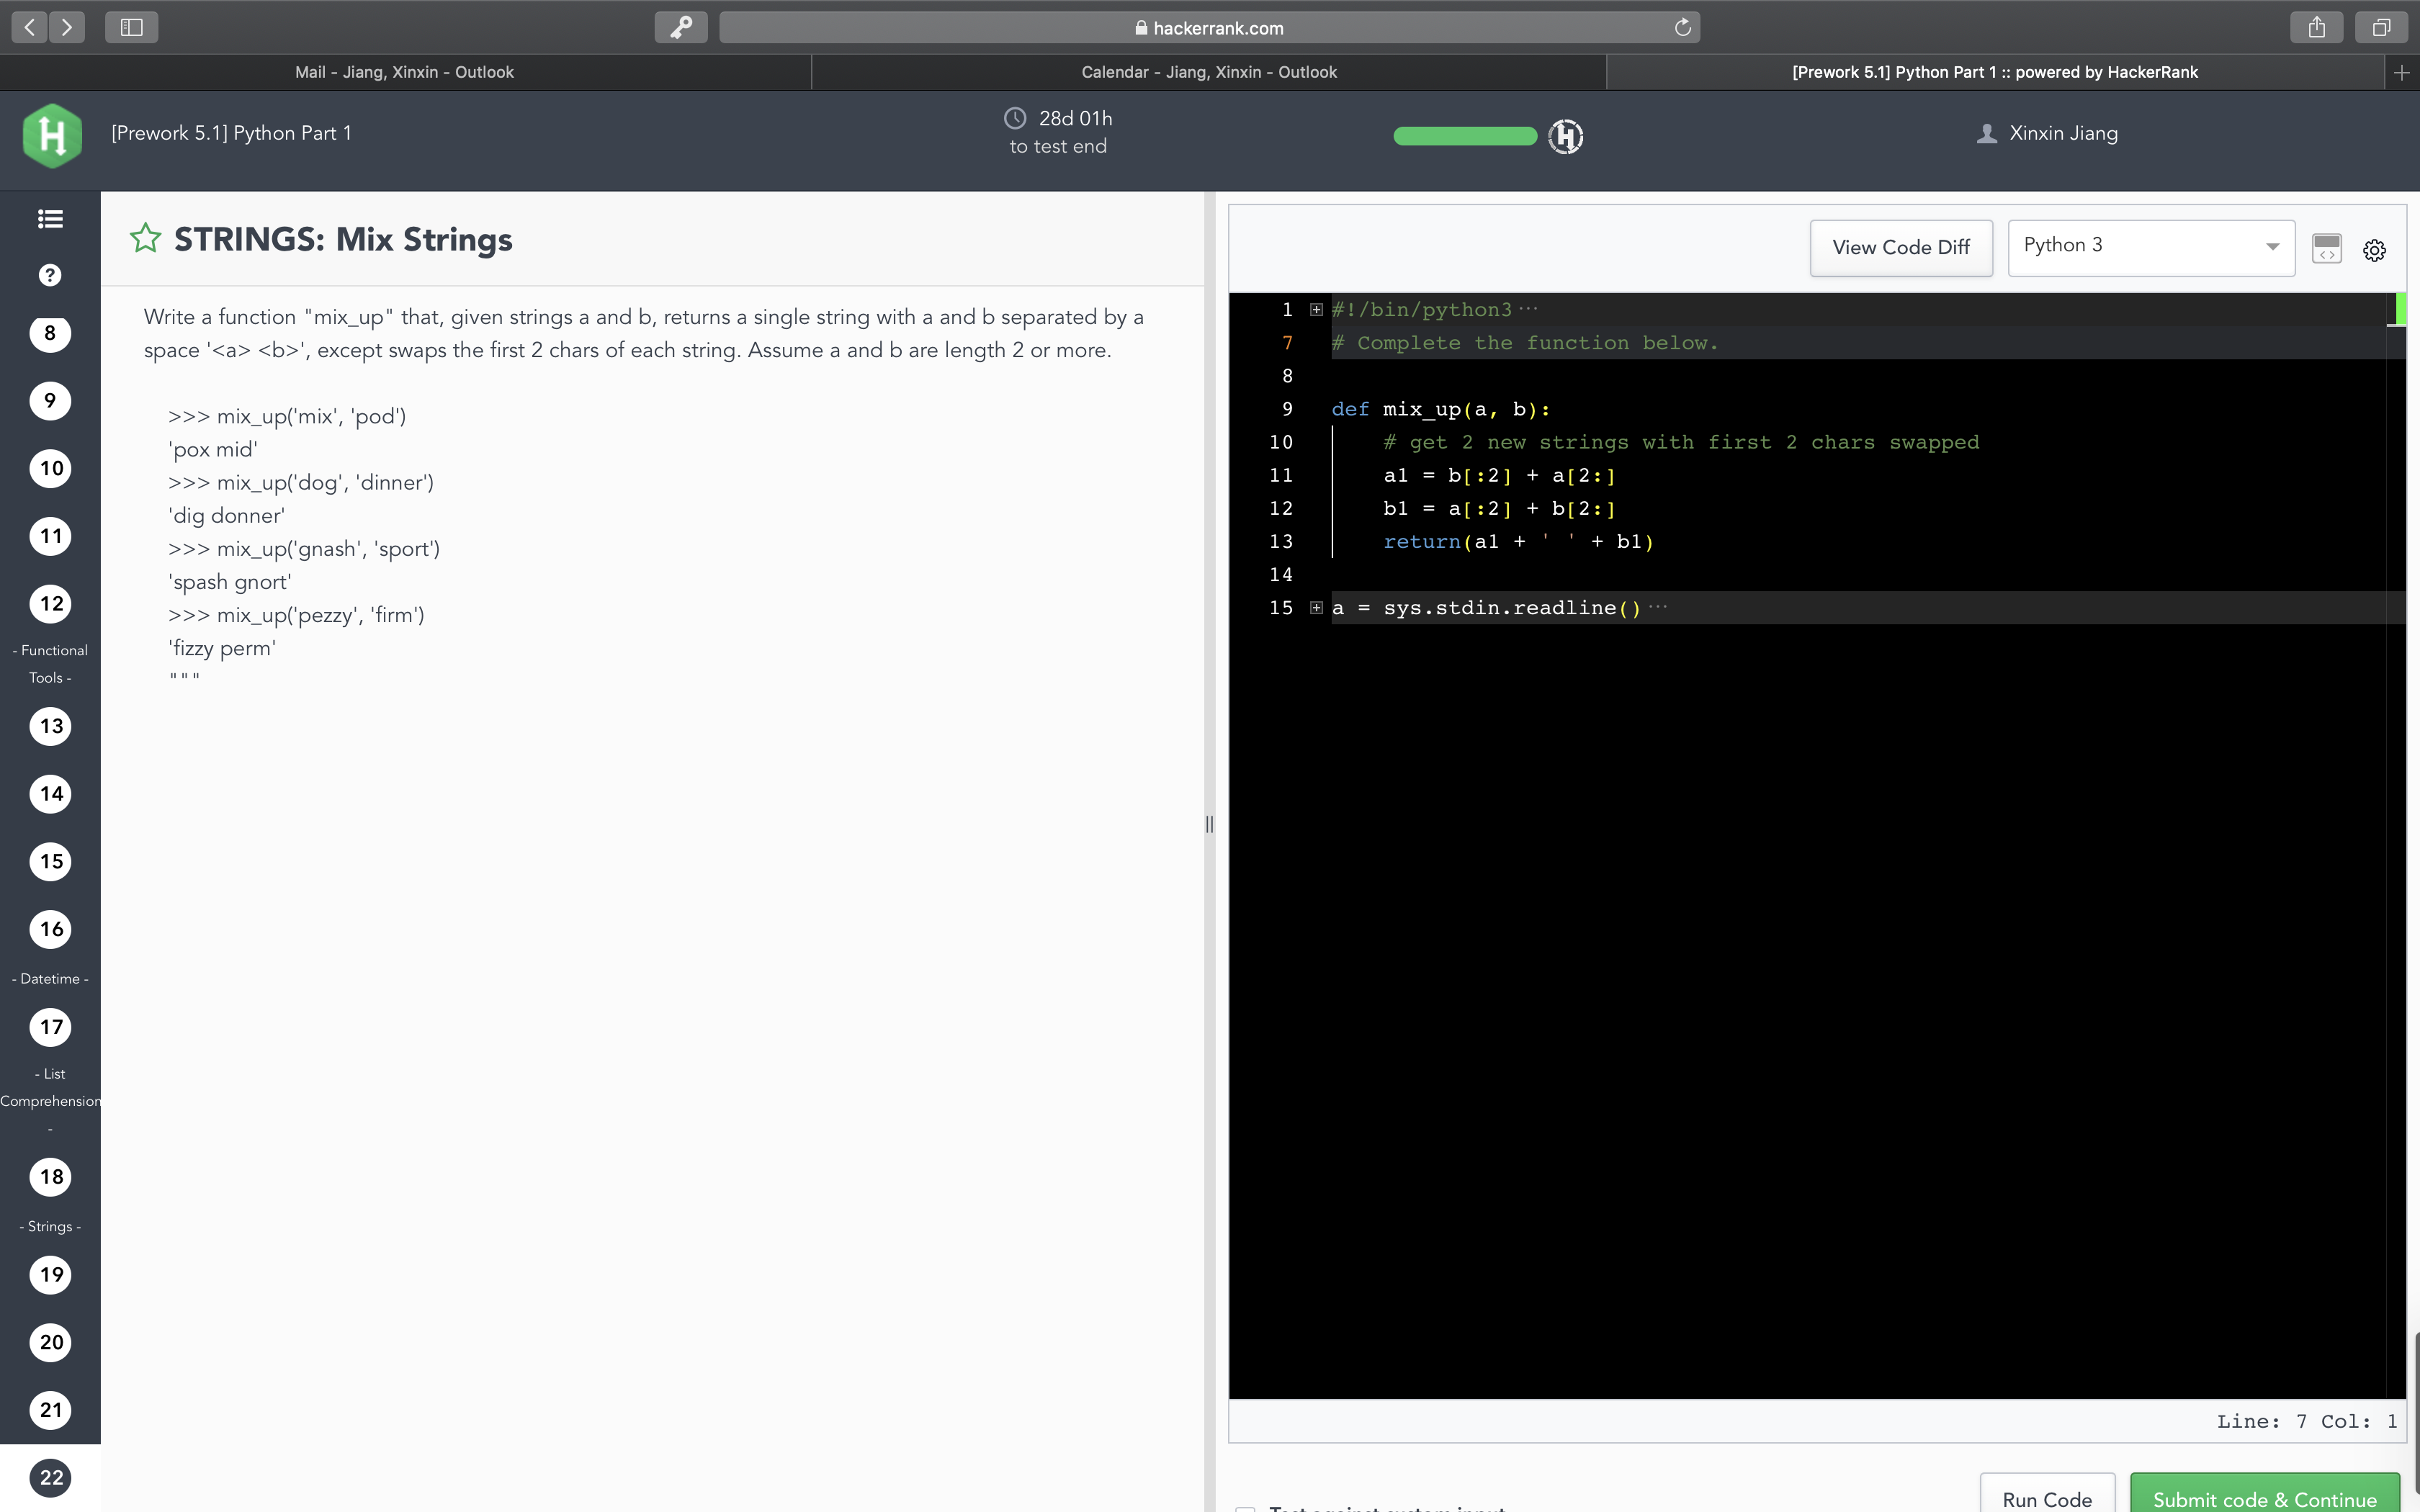 hackerrank.com
Mail - Jiang, Xinxin - Outlook
Calendar - Jiang, Xinxin - Outlook
[Prework 5.1] Python Part 1 :: powered by HackerRank
[Prework 5.1] Python Part 1
28d 01h
to test end
Xinxin Jiang
8
9
10
11
12
- Functional
Tools -
13
14
15
16
- Datetime -
17
- List
Comprehension
-
18
- Strings -
19
20
21
22
STRINGS: Mix Strings
Write a function "mix_up" that, given strings a and b, returns a single string with a and b separated by a
space '<a> <b>', except swaps the first 2 chars of each string. Assume a and b are length 2 or more.
>>> mix_up('mix', 'pod')
'pox mid'
>>> mix_up('dog', 'dinner')
'dig donner'
>>> mix_up('gnash', 'sport')
'spash gnort'
>>> mix_up('pezzy', 'firm')
'fizzy perm'
"""
View Code Diff
Python 3
1 #!/bin/python3 ···
7 # Complete the function below.
8
9 def mix_up(a, b):
10     # get 2 new strings with first 2 chars swapped
11     a1 = b[:2] + a[2:]
12     b1 = a[:2] + b[2:]
13     return(a1 + ' ' + b1)
14
15 a = sys.stdin.readline() ···
Line: 7 Col: 1
Run Code
Submit code & Continue